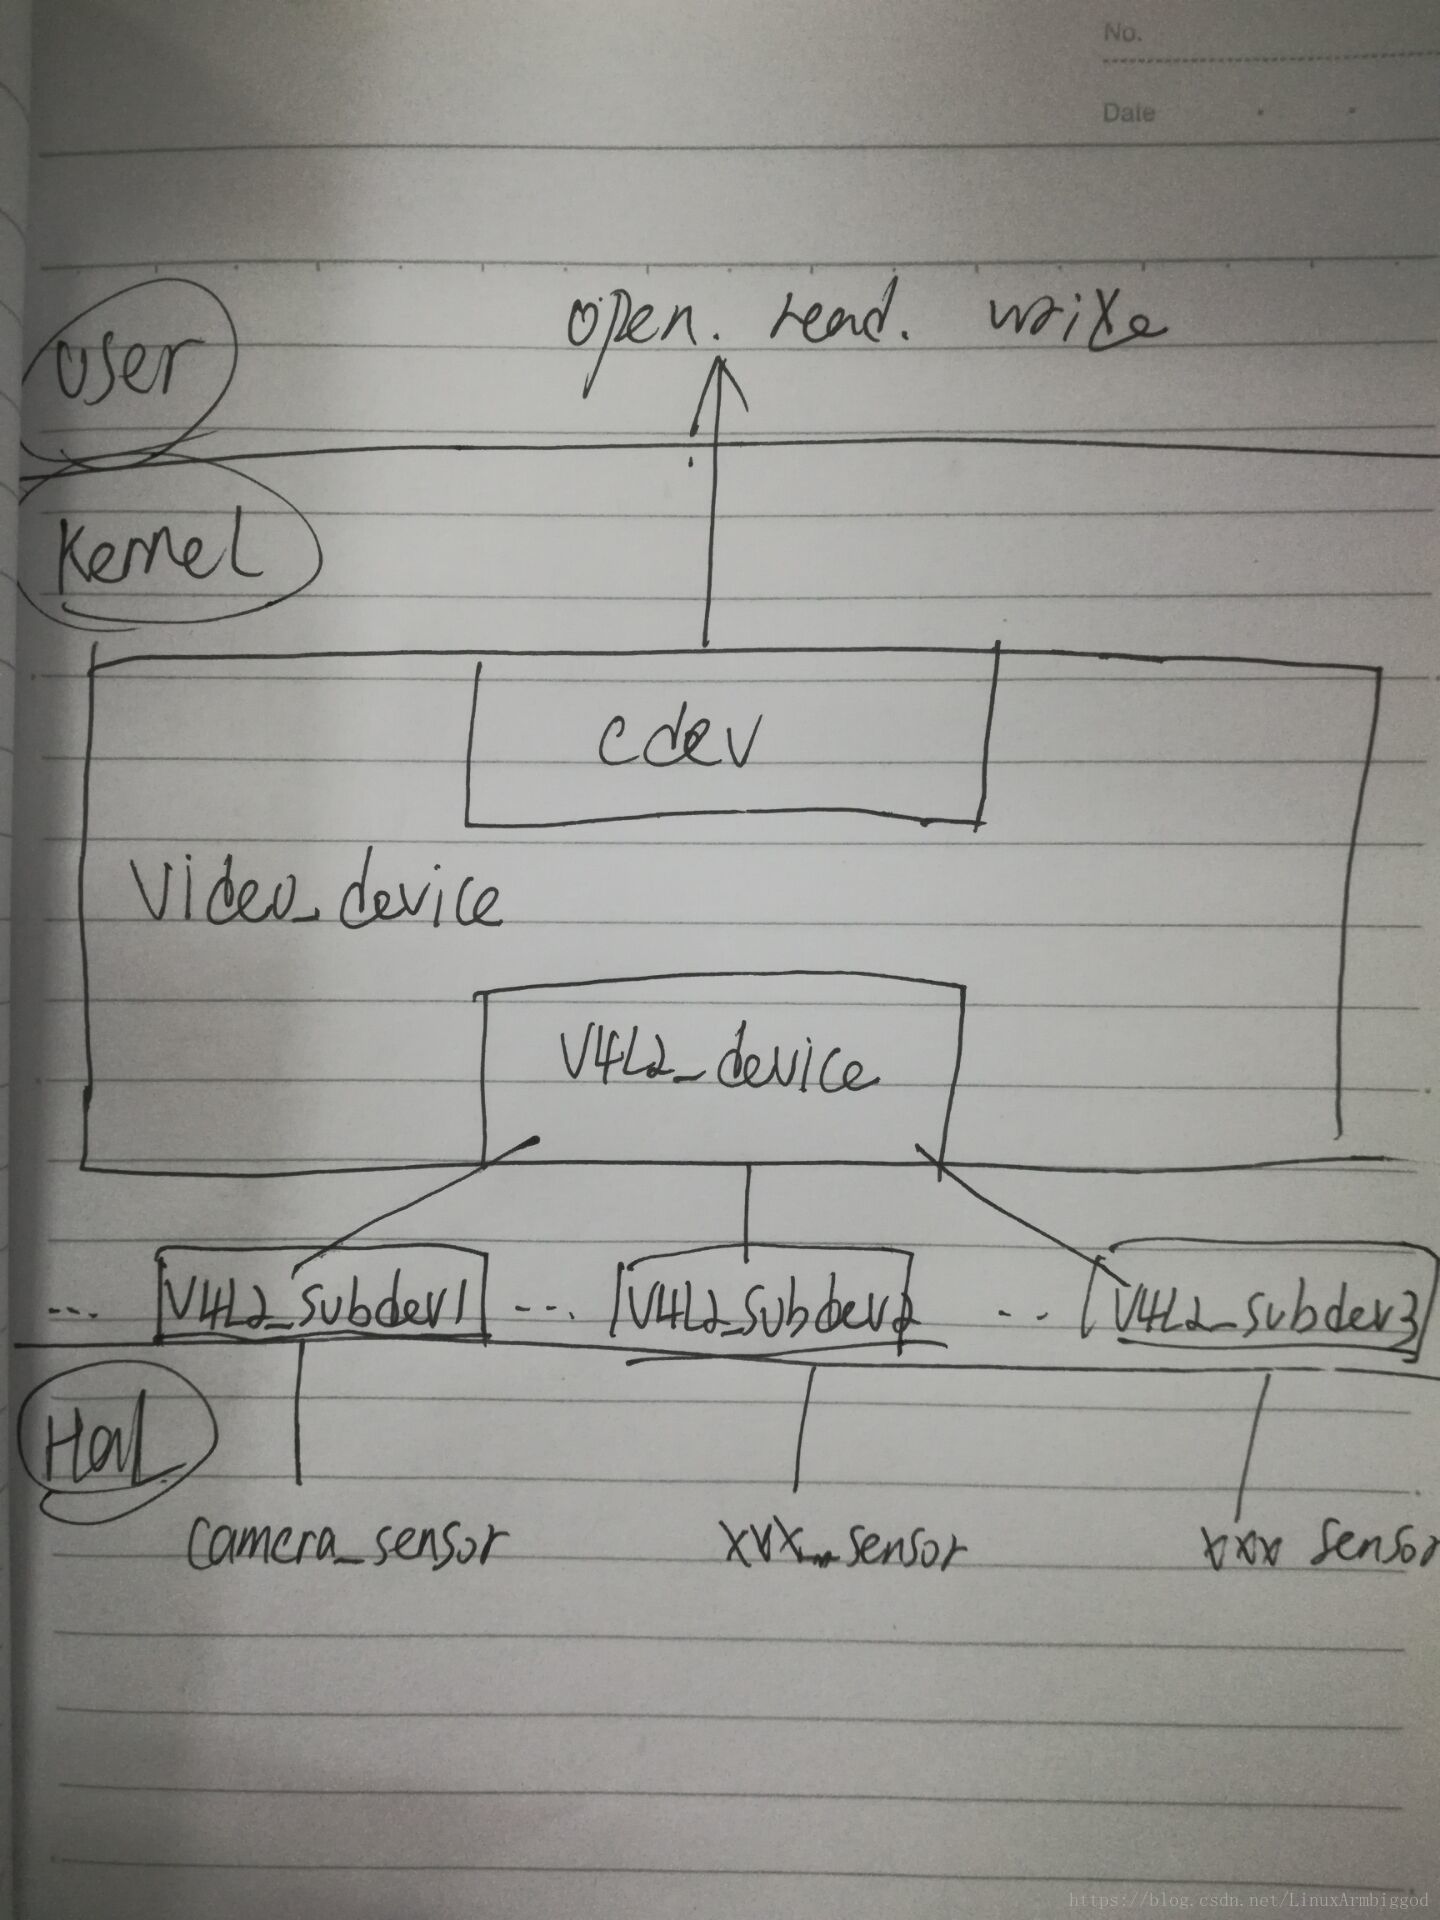 No.
Date
user
open. read. write
Kernel
cdev
Video_device
V4L2_device
... V4L2_subdev1 ... V4L2_subdev2 ... V4L2_subdev3
Hal
camera_sensor xxx_sensor xxx sensor
https://blog.csdn.net/LinuxArmbiggod